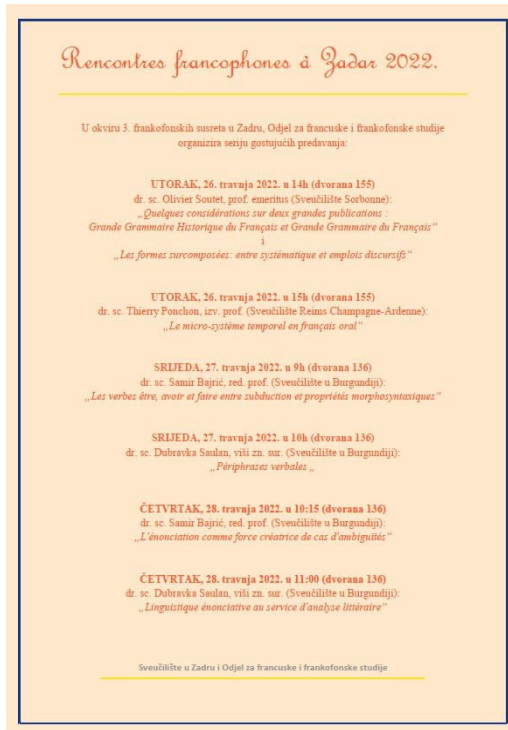 Rencontres francophones à Zadar 2022.
U okviru 3. frankofonskih susreta u Zadru, Odjel za francuske i frankofonske studije
organizira seriju gostujućih predavanja:
UTORAK, 26. travnja 2022. u 14h (dvorana 155)
dr. sc. Olivier Soutet, prof. emeritus (Sveučilište Sorbonne):
„Quelques considérations sur deux grandes publications :
Grande Grammaire Historique du Français et Grande Grammaire du Français“
i
„Les formes surcomposées: entre systématique et emplois discursifs“
UTORAK, 26. travnja 2022. u 15h (dvorana 155)
dr. sc. Thierry Ponchon, izv. prof. (Sveučilište Reims Champagne-Ardenne):
„Le micro-système temporel en français oral“
SRIJEDA, 27. travnja 2022. u 9h (dvorana 136)
dr. sc. Samir Bajrić, red. prof. (Sveučilište u Burgundiji):
„Les verbes être, avoir et faire entre subduction et propriétés morphosyntaxiques“
SRIJEDA, 27. travnja 2022. u 10h (dvorana 136)
dr. sc. Dubravka Saulan, viši zn. sur. (Sveučilište u Burgundiji):
„Périphrases verbales „
ČETVRTAK, 28. travnja 2022. u 10:15 (dvorana 136)
dr. sc. Samir Bajrić, red. prof. (Sveučilište u Burgundiji):
„L'énonciation comme force créatrice de cas d'ambiguïtés“
ČETVRTAK, 28. travnja 2022. u 11:00 (dvorana 136)
dr. sc. Dubravka Saulan, viši zn. sur. (Sveučilište u Burgundiji):
„Linguistique énonciative au service d'analyse littéraire“
Sveučilište u Zadru i Odjel za francuske i frankofonske studije